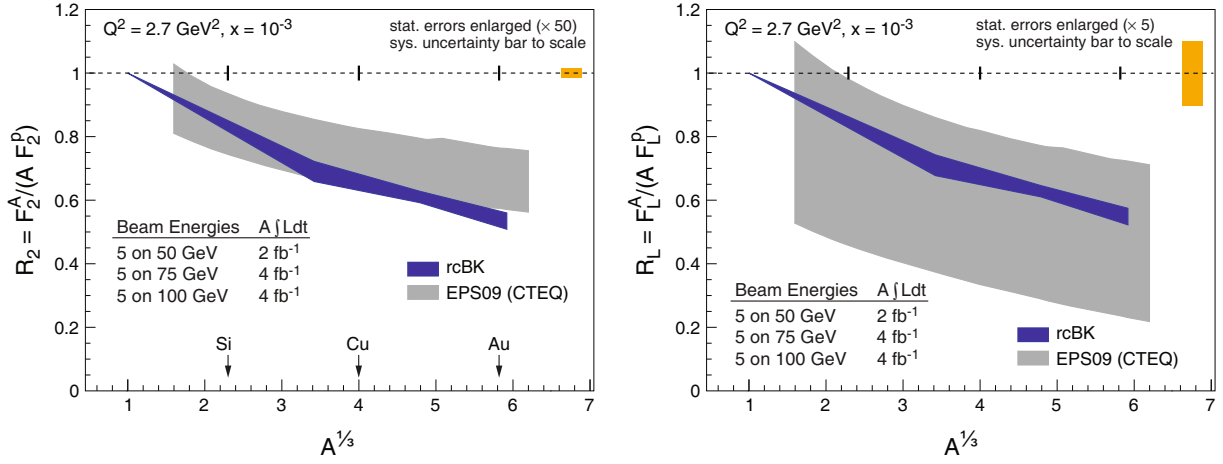 Q² = 2.7 GeV², x = 10⁻³
stat. errors enlarged (× 50)
sys. uncertainty bar to scale
R₂ = F₂ᴬ/(A F₂ᵖ)
1.2
1
0.8
0.6
0.4
0.2
0
Beam Energies A ∫Ldt
5 on 50 GeV 2 fb⁻¹
5 on 75 GeV 4 fb⁻¹
5 on 100 GeV 4 fb⁻¹
rcBK
EPS09 (CTEQ)
Si Cu Au
1 2 3 4 5 6 7
A^⅓
Q² = 2.7 GeV², x = 10⁻³
stat. errors enlarged (× 5)
sys. uncertainty bar to scale
R_L = F_Lᴬ/(A F_Lᵖ)
1.2
1
0.8
0.6
0.4
0.2
0
Beam Energies A ∫Ldt
5 on 50 GeV 2 fb⁻¹
5 on 75 GeV 4 fb⁻¹
5 on 100 GeV 4 fb⁻¹
rcBK
EPS09 (CTEQ)
1 2 3 4 5 6 7
A^⅓